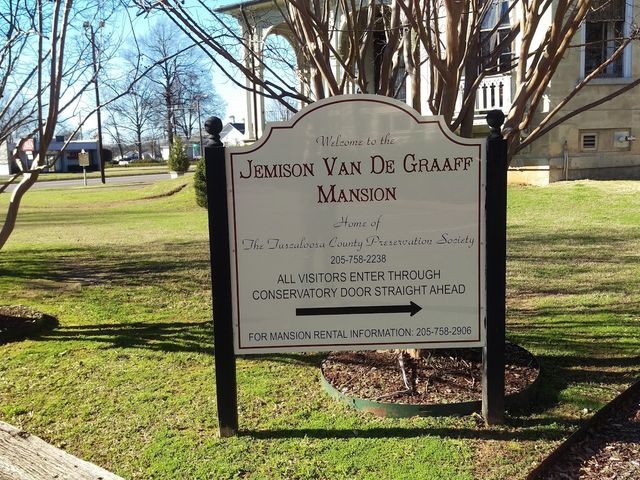 Welcome to the
JEMISON VAN DE GRAAFF
MANSION
Home of
The Tuscaloosa County Preservation Society
205-758-2238
ALL VISITORS ENTER THROUGH
CONSERVATORY DOOR STRAIGHT AHEAD
FOR MANSION RENTAL INFORMATION: 205-758-2906